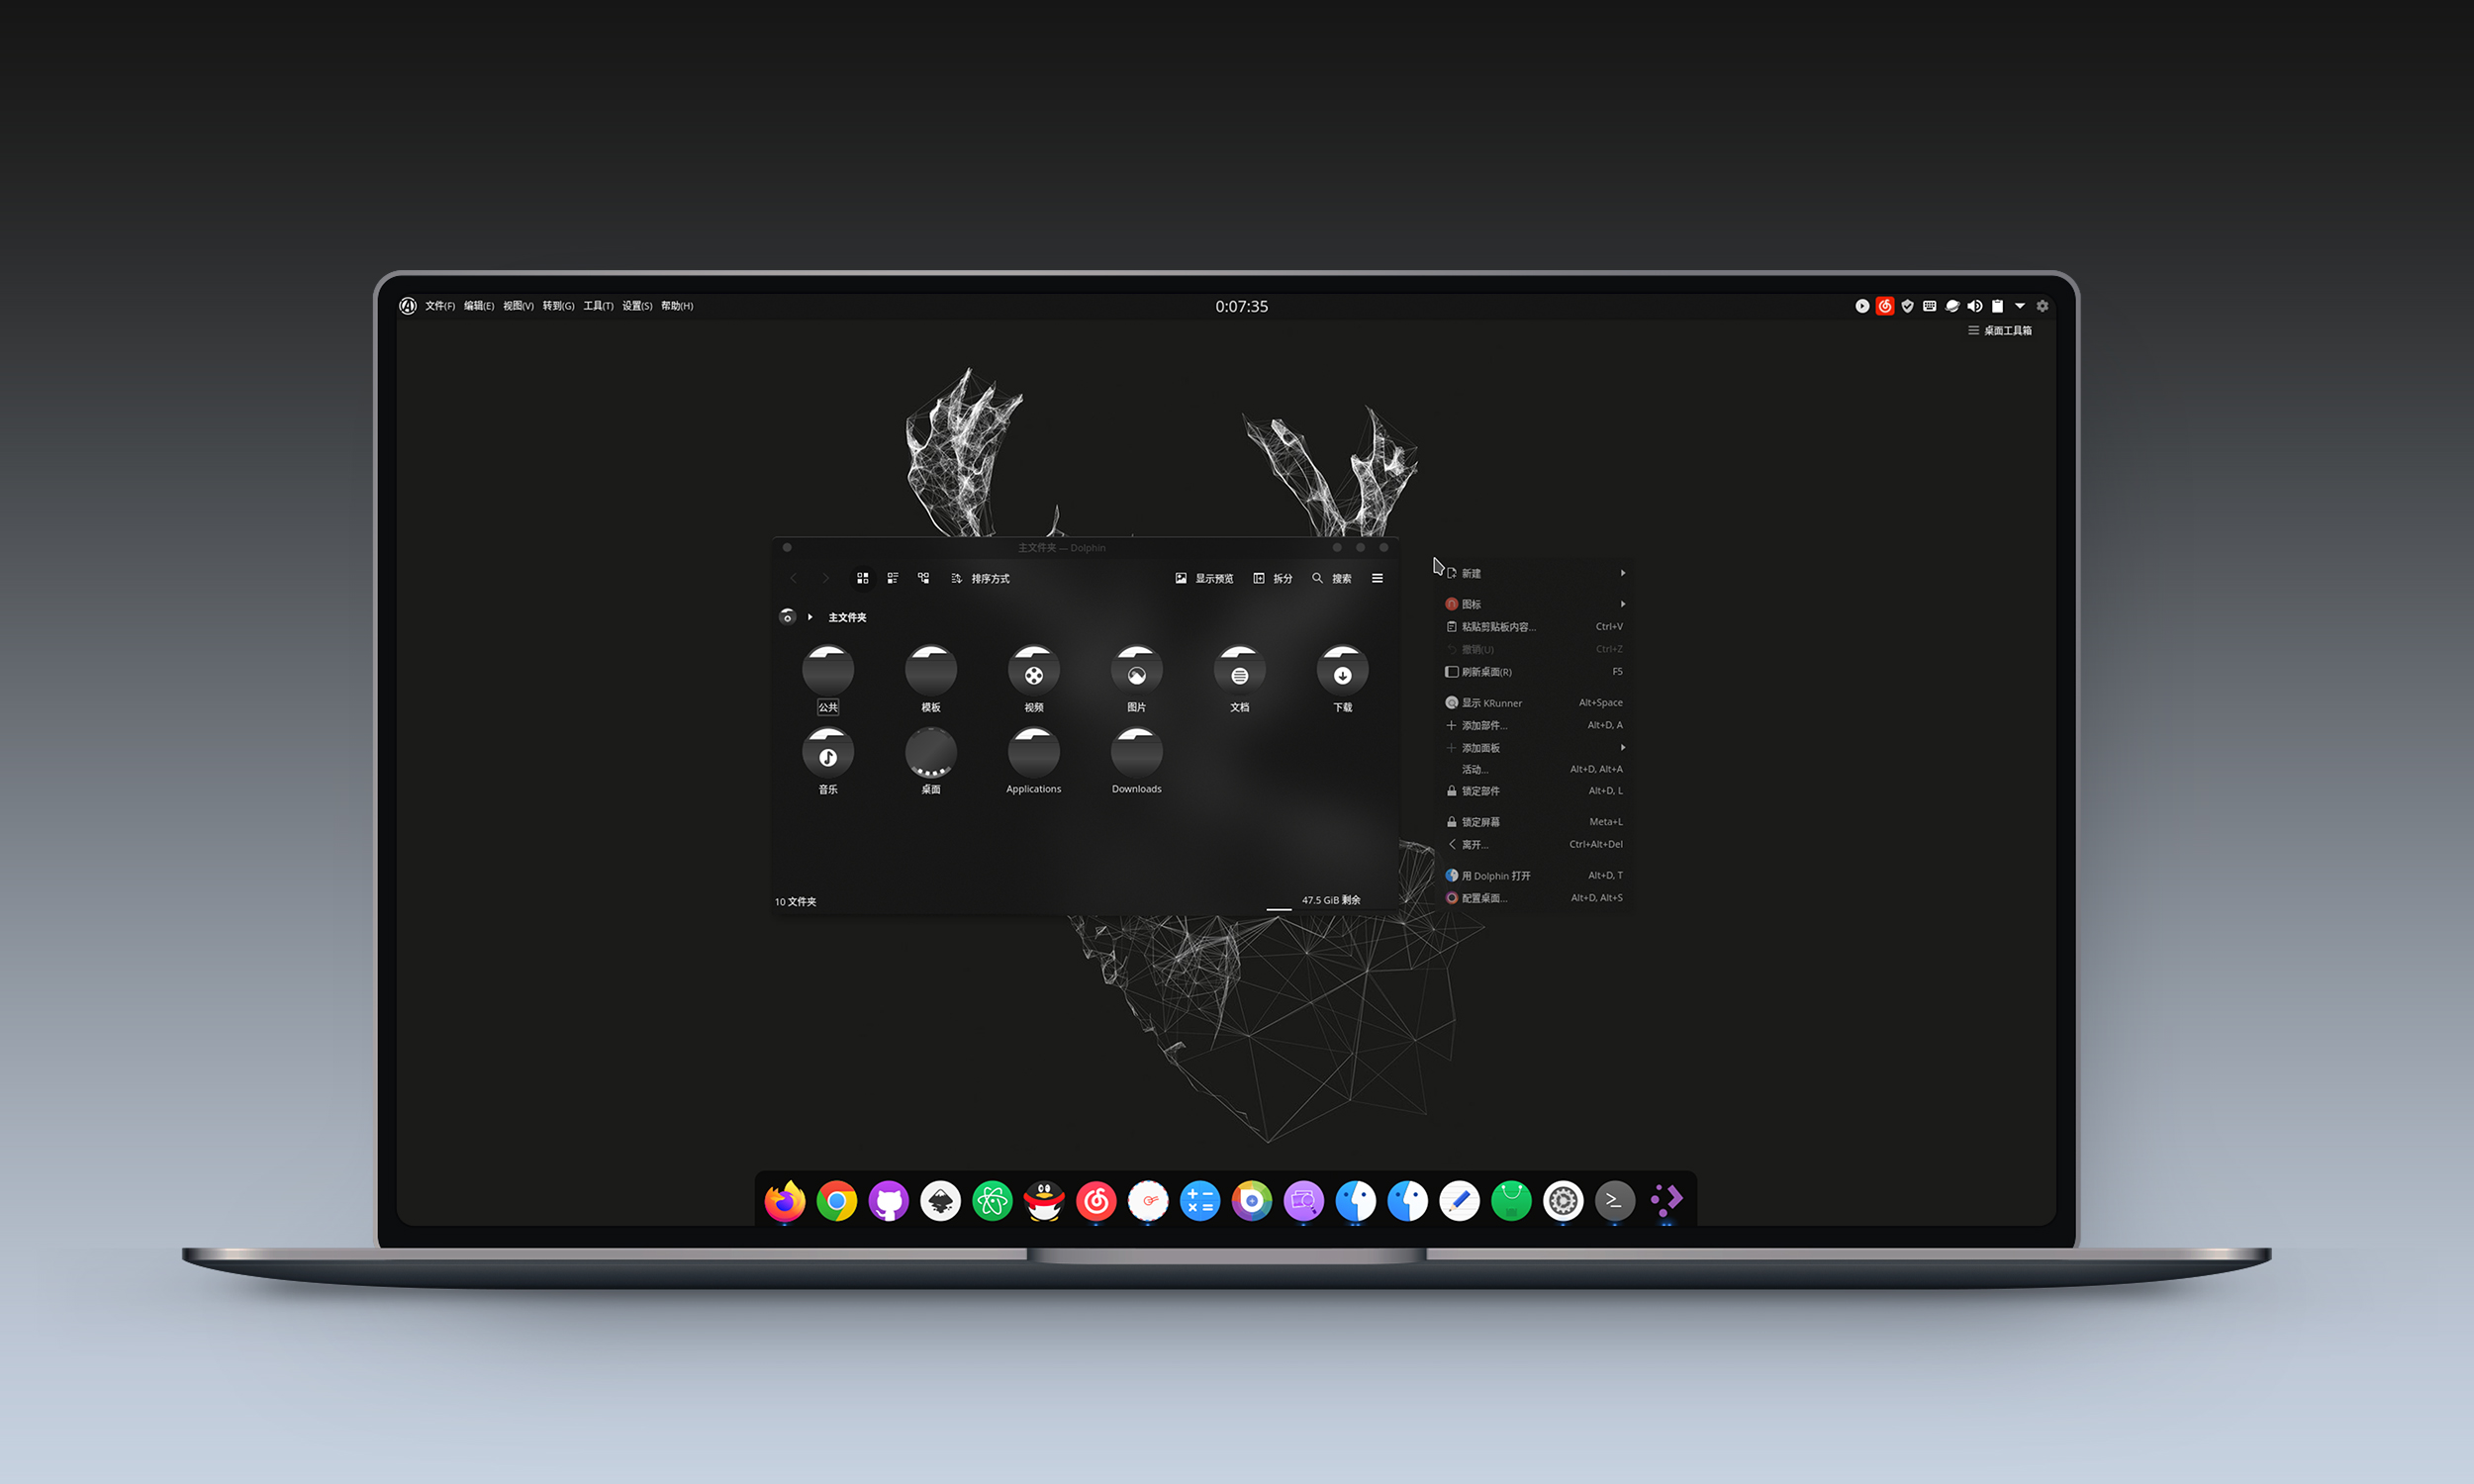 文件(F) 编辑(E) 视图(V) 转到(G) 工具(T) 设置(S) 帮助(H)
0:07:35
桌面工具箱
主文件夹 — Dolphin
排序方式 显示预览 拆分 搜索
主文件夹
公共 模板 视频 图片 文档 下载
音乐 桌面 Applications Downloads
10 文件夹
47.5 GiB 剩余
新建
图标
粘贴剪贴板内容... Ctrl+V
撤销(U) Ctrl+Z
刷新桌面(R) F5
显示 KRunner Alt+Space
添加部件... Alt+D, A
添加面板
活动... Alt+D, Alt+A
锁定部件 Alt+D, L
锁定屏幕 Meta+L
离开... Ctrl+Alt+Del
用 Dolphin 打开 Alt+D, T
配置桌面... Alt+D, Alt+S